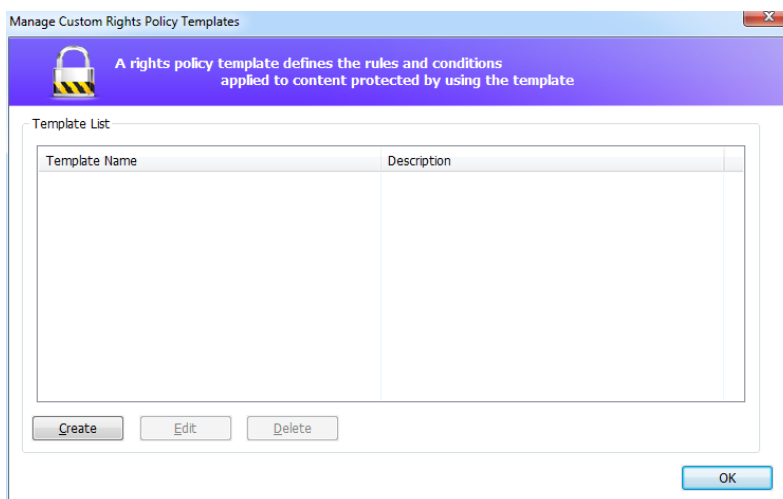 Manage Custom Rights Policy Templates
A rights policy template defines the rules and conditions
applied to content protected by using the template
Template List
Template Name Description
Create Edit Delete
OK